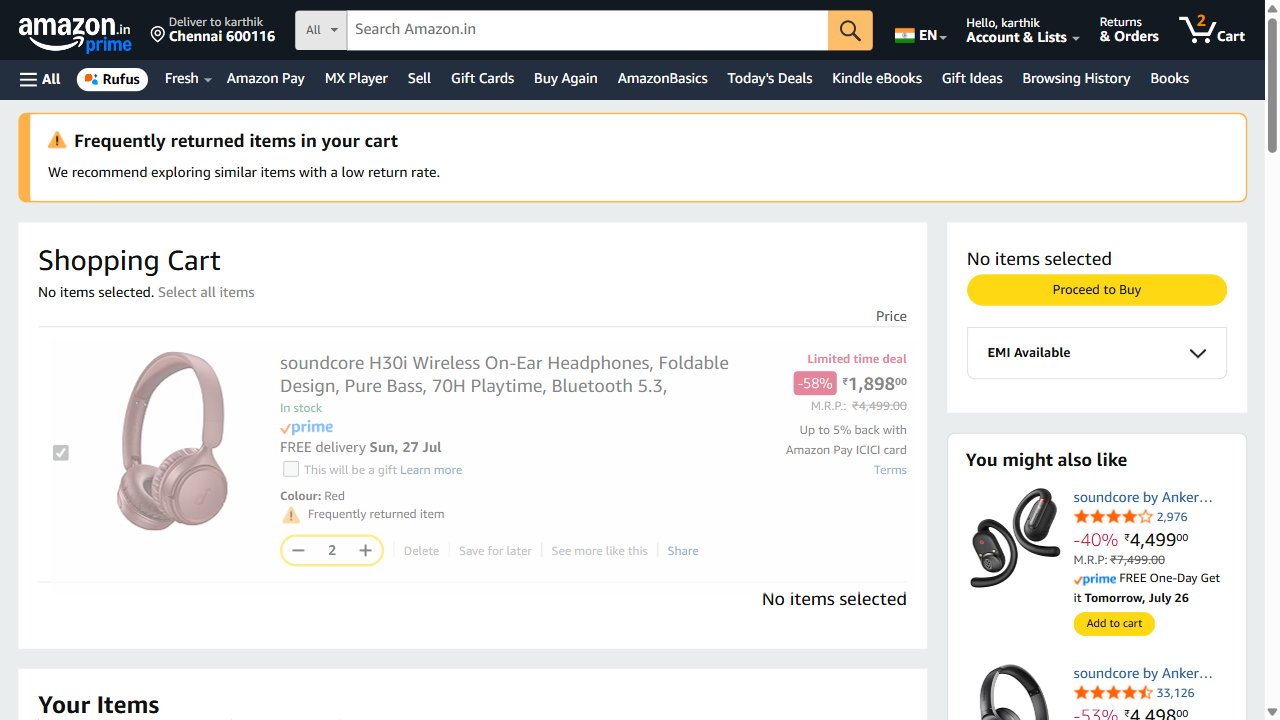 amazon.in
prime
Deliver to karthik
Chennai 600116
All
Search Amazon.in
EN
Hello, karthik
Account & Lists
Returns
& Orders
2
Cart
All
Rufus
Fresh
Amazon Pay
MX Player
Sell
Gift Cards
Buy Again
AmazonBasics
Today's Deals
Kindle eBooks
Gift Ideas
Browsing History
Books
Frequently returned items in your cart
We recommend exploring similar items with a low return rate.
Shopping Cart
No items selected. Select all items
Price
soundcore H30i Wireless On-Ear Headphones, Foldable
Design, Pure Bass, 70H Playtime, Bluetooth 5.3,
In stock
prime
FREE delivery Sun, 27 Jul
This will be a gift Learn more
Colour: Red
Frequently returned item
2
Delete
Save for later
See more like this
Share
Limited time deal
-58% ₹1,89800
M.R.P.: ₹4,499.00
Up to 5% back with
Amazon Pay ICICI card
Terms
No items selected
Your Items
No items selected
Proceed to Buy
EMI Available
You might also like
soundcore by Anker…
2,976
-40% ₹4,49900
M.R.P: ₹7,499.00
prime FREE One-Day Get
it Tomorrow, July 26
Add to cart
soundcore by Anker…
33,126
-53% ₹4,49800